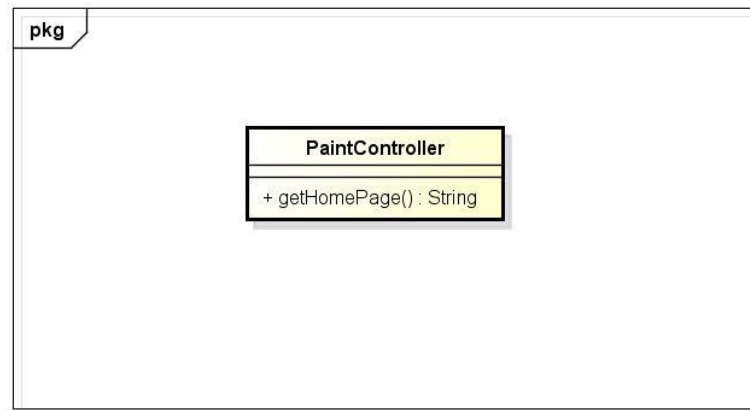 pkg
PaintController
+ getHomePage() : String